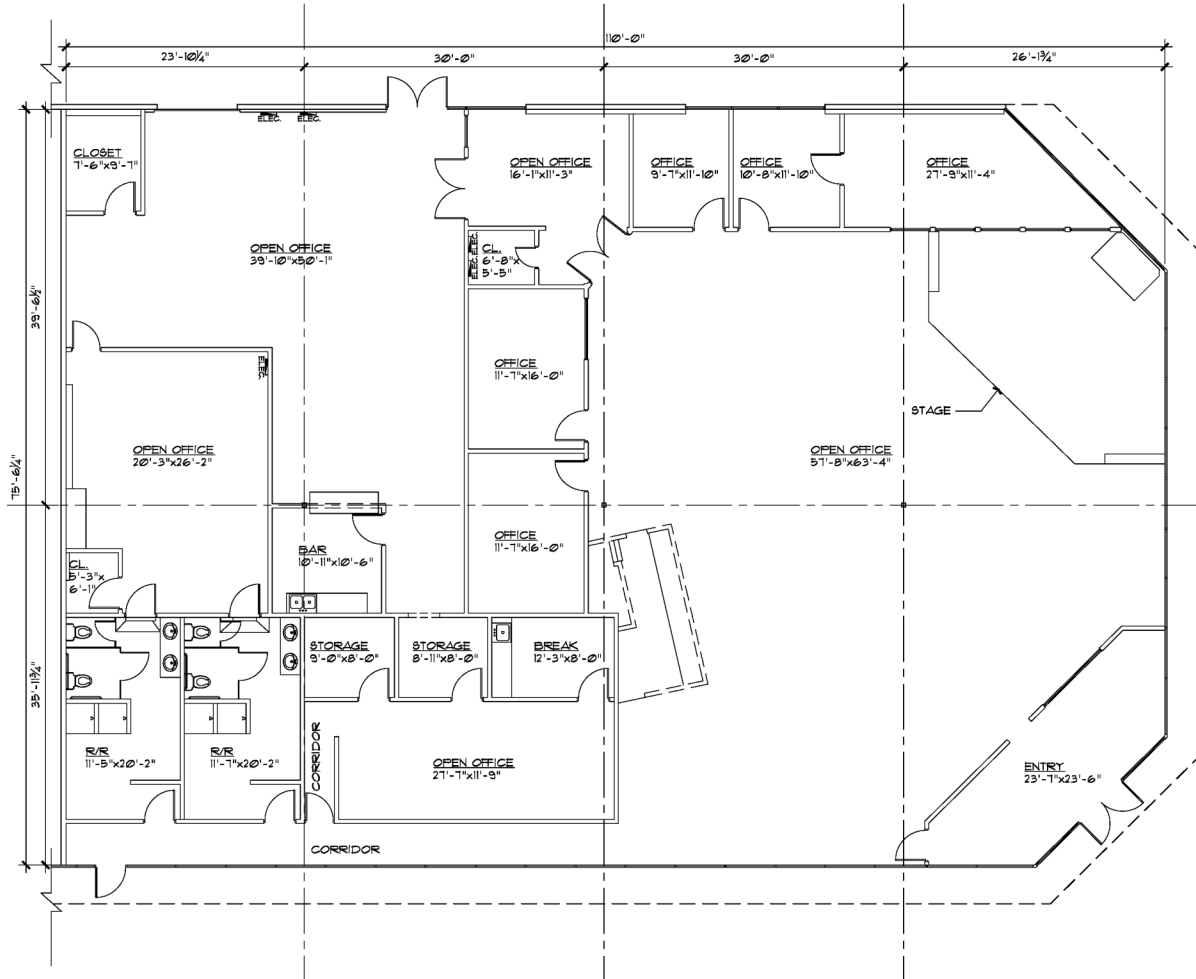 110'-0"
23'-10¼"
30'-0"
30'-0"
26'-1¾"
ELEC.
ELEC.
CLOSET
7'-6"x9'-7"
OPEN OFFICE
16'-1"x11'-3"
OFFICE
9'-7"x11'-10"
OFFICE
10'-8"x11'-10"
OFFICE
27'-9"x11'-4"
OPEN OFFICE
39'-10"x50'-1"
ELEC.
ELEC.
CL.
6'-8"x
5'-5"
39'-6½"
ELEC.
OFFICE
11'-7"x16'-0"
STAGE
OPEN OFFICE
20'-3"x26'-2"
OPEN OFFICE
57'-8"x63'-4"
75'-6¼"
OFFICE
11'-7"x16'-0"
BAR
10'-11"x10'-6"
CL.
5'-3"x
6'-1"
35'-11¾"
STORAGE
9'-0"x8'-0"
STORAGE
8'-11"x8'-0"
BREAK
12'-3"x8'-0"
R/R
11'-5"x20'-2"
R/R
11'-7"x20'-2"
CORRIDOR
OPEN OFFICE
27'-7"x11'-9"
ENTRY
23'-7"x23'-6"
CORRIDOR